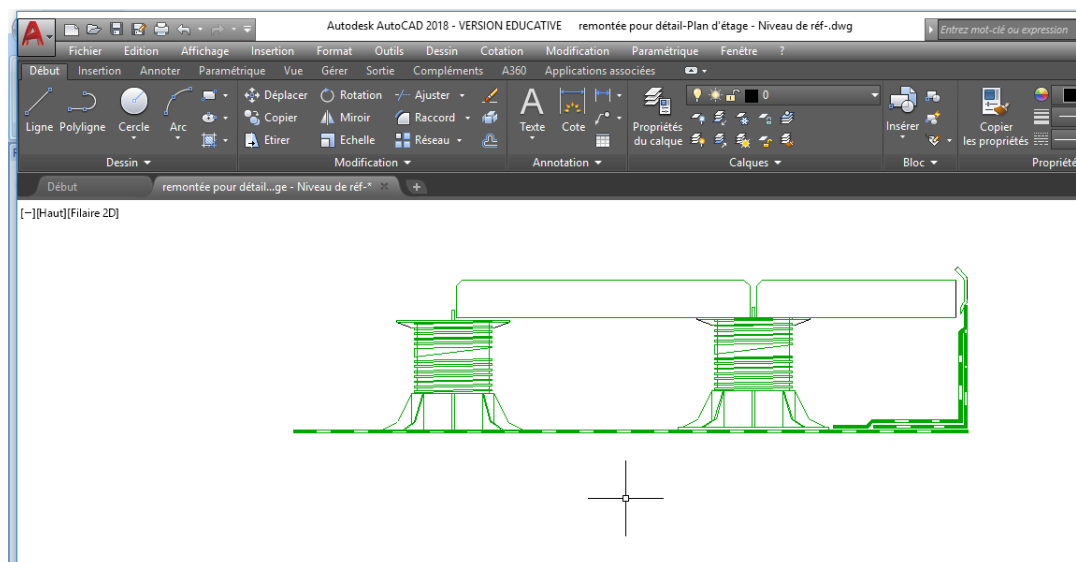 Autodesk AutoCAD 2018 - VERSION EDUCATIVE remontée pour détail-Plan d'étage - Niveau de réf-.dwg
Entrez mot-clé ou expression
Fichier Edition Affichage Insertion Format Outils Dessin Cotation Modification Paramétrique Fenêtre ?
Début Insertion Annoter Paramétrique Vue Gérer Sortie Compléments A360 Applications associées
Déplacer Rotation Ajuster
0
Copier Miroir Raccord
Ligne Polyligne Cercle Arc
Texte Cote
Propriétés du calque
Insérer
Copier les propriétés
Etirer Echelle Réseau
Dessin Modification Annotation Calques Bloc Propriété
Début remontée pour détail...ge - Niveau de réf-*
[−][Haut][Filaire 2D]